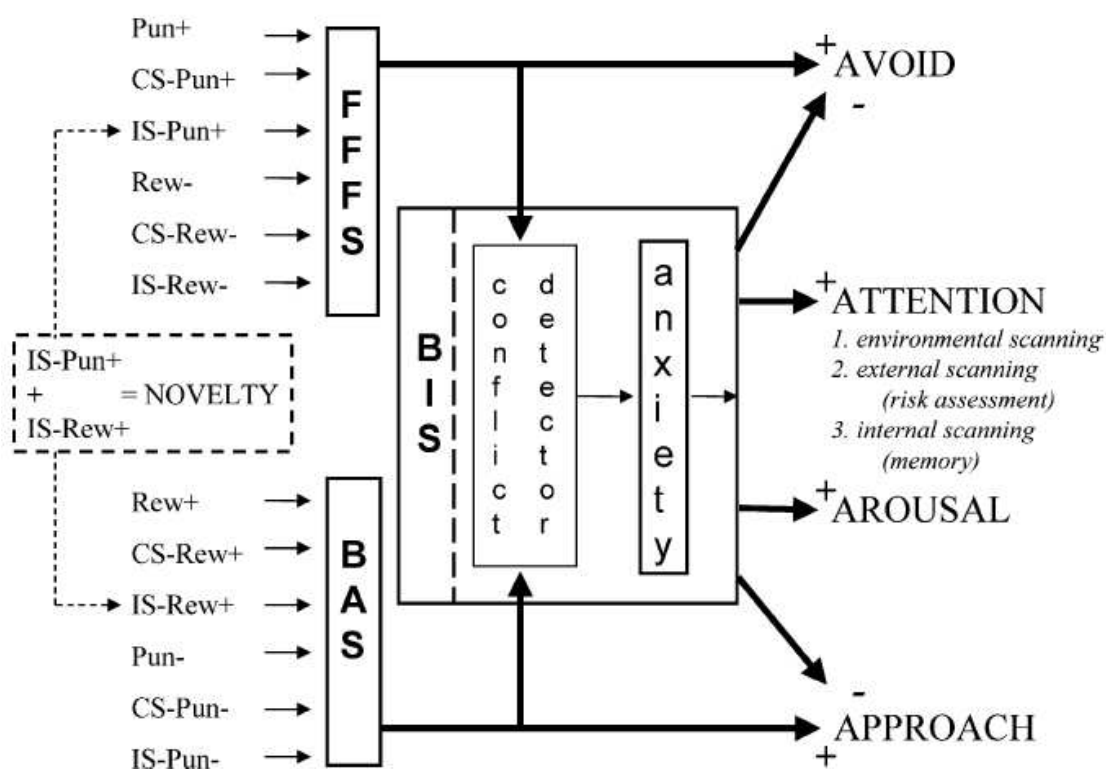 Pun+
CS-Pun+
IS-Pun+
Rew-
CS-Rew-
IS-Rew-
FFFS
IS-Pun+
+ = NOVELTY
IS-Rew+
Rew+
CS-Rew+
IS-Rew+
Pun-
CS-Pun-
IS-Pun-
BAS
BIS
conflict
detector
anxiety
+
AVOID
-
+
ATTENTION
1. environmental scanning
2. external scanning
(risk assessment)
3. internal scanning
(memory)
+
AROUSAL
-
APPROACH
+